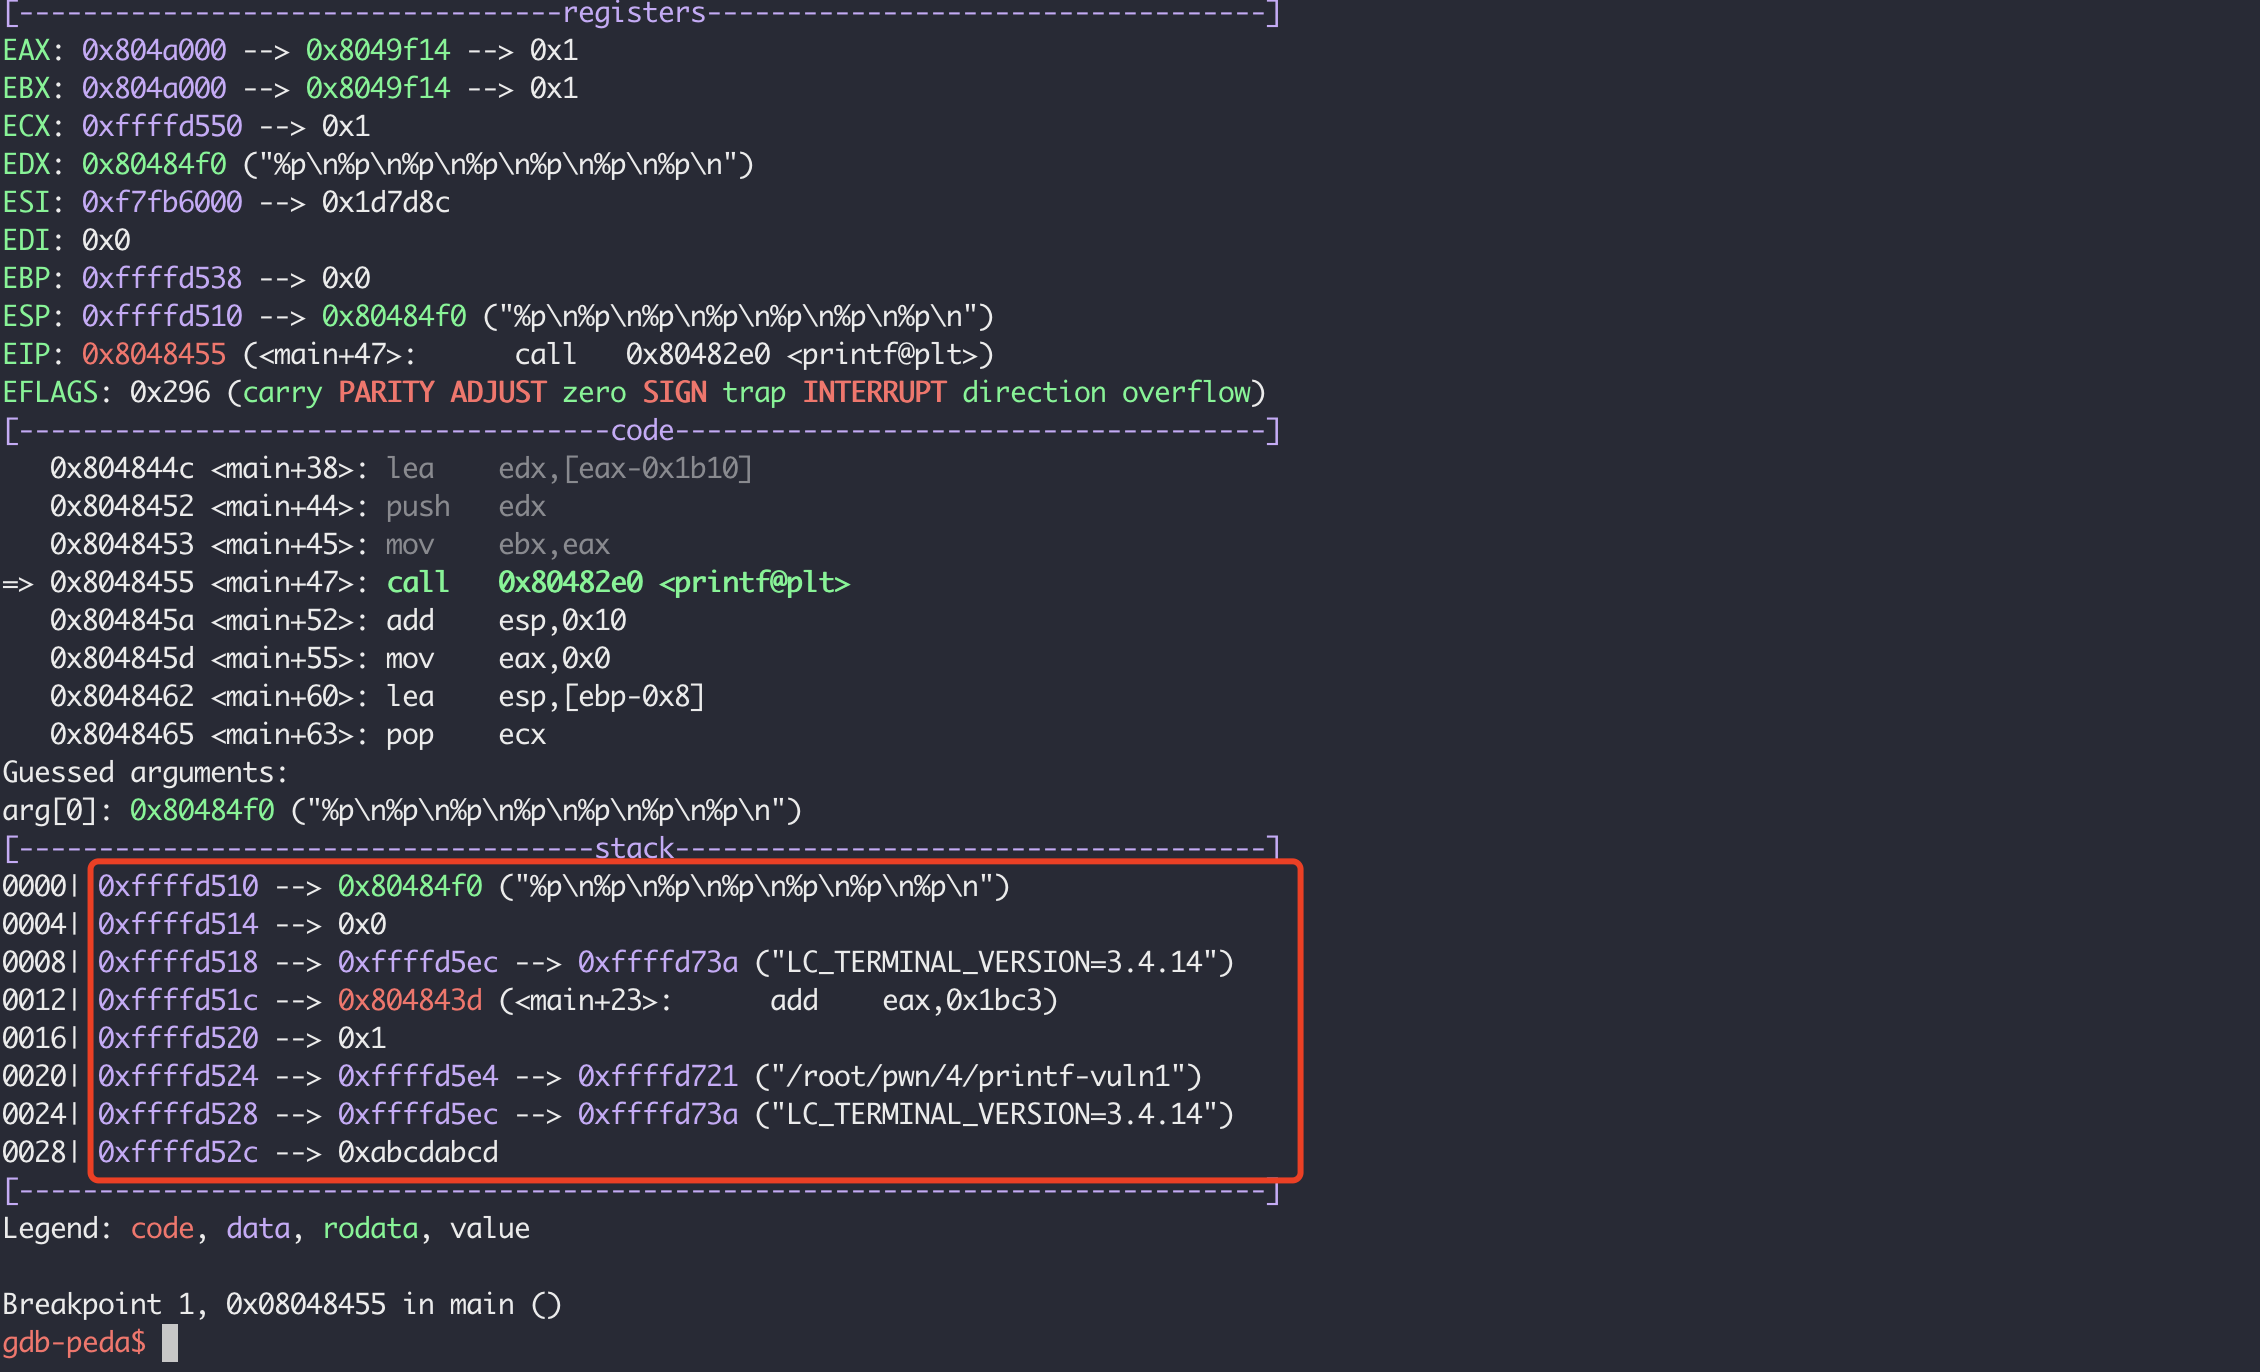 [----------------------------------registers-----------------------------------]
EAX: 0x804a000 --> 0x8049f14 --> 0x1
EBX: 0x804a000 --> 0x8049f14 --> 0x1
ECX: 0xffffd550 --> 0x1
EDX: 0x80484f0 ("%p\n%p\n%p\n%p\n%p\n%p\n%p\n")
ESI: 0xf7fb6000 --> 0x1d7d8c
EDI: 0x0
EBP: 0xffffd538 --> 0x0
ESP: 0xffffd510 --> 0x80484f0 ("%p\n%p\n%p\n%p\n%p\n%p\n%p\n")
EIP: 0x8048455 (<main+47>:      call   0x80482e0 <printf@plt>)
EFLAGS: 0x296 (carry PARITY ADJUST zero SIGN trap INTERRUPT direction overflow)
[-------------------------------------code-------------------------------------]
   0x804844c <main+38>: lea    edx,[eax-0x1b10]
   0x8048452 <main+44>: push   edx
   0x8048453 <main+45>: mov    ebx,eax
=> 0x8048455 <main+47>: call   0x80482e0 <printf@plt>
   0x804845a <main+52>: add    esp,0x10
   0x804845d <main+55>: mov    eax,0x0
   0x8048462 <main+60>: lea    esp,[ebp-0x8]
   0x8048465 <main+63>: pop    ecx
Guessed arguments:
arg[0]: 0x80484f0 ("%p\n%p\n%p\n%p\n%p\n%p\n%p\n")
[------------------------------------stack-------------------------------------]
0000| 0xffffd510 --> 0x80484f0 ("%p\n%p\n%p\n%p\n%p\n%p\n%p\n")
0004| 0xffffd514 --> 0x0
0008| 0xffffd518 --> 0xffffd5ec --> 0xffffd73a ("LC_TERMINAL_VERSION=3.4.14")
0012| 0xffffd51c --> 0x804843d (<main+23>:      add    eax,0x1bc3)
0016| 0xffffd520 --> 0x1
0020| 0xffffd524 --> 0xffffd5e4 --> 0xffffd721 ("/root/pwn/4/printf-vuln1")
0024| 0xffffd528 --> 0xffffd5ec --> 0xffffd73a ("LC_TERMINAL_VERSION=3.4.14")
0028| 0xffffd52c --> 0xabcdabcd
[------------------------------------------------------------------------------]
Legend: code, data, rodata, value
Breakpoint 1, 0x08048455 in main ()
gdb-peda$